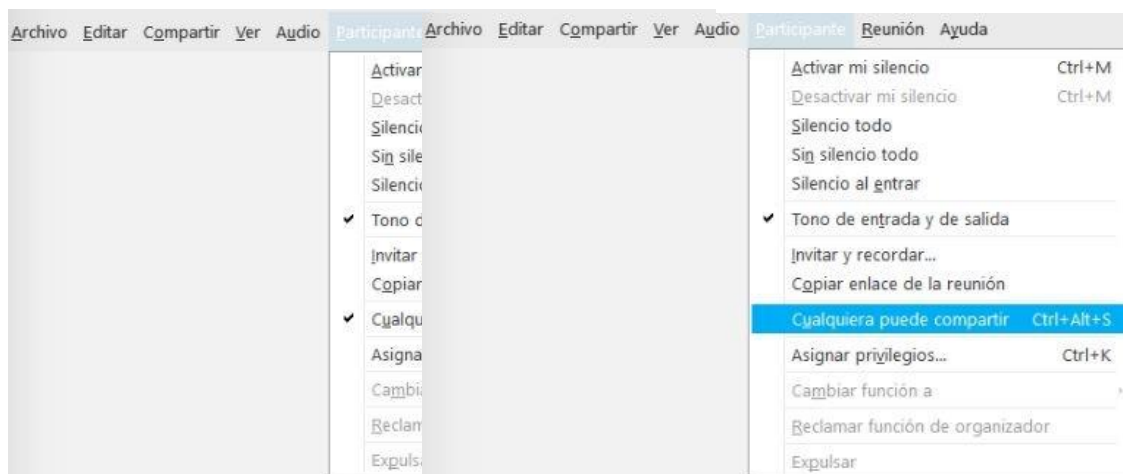 Archivo Editar Compartir Ver Audio Participante
Activar
Desact
Silencio
Sin sile
Silencio
✔ Tono d
Invitar
Copiar
✔ Cualqu
Asigna
Cambi
Reclam
Expuls
Archivo Editar Compartir Ver Audio Participante Reunión Ayuda
Activar mi silencio Ctrl+M
Desactivar mi silencio Ctrl+M
Silencio todo
Sin silencio todo
Silencio al entrar
✔ Tono de entrada y de salida
Invitar y recordar...
Copiar enlace de la reunión
Cualquiera puede compartir Ctrl+Alt+S
Asignar privilegios... Ctrl+K
Cambiar función a
Reclamar función de organizador
Expulsar